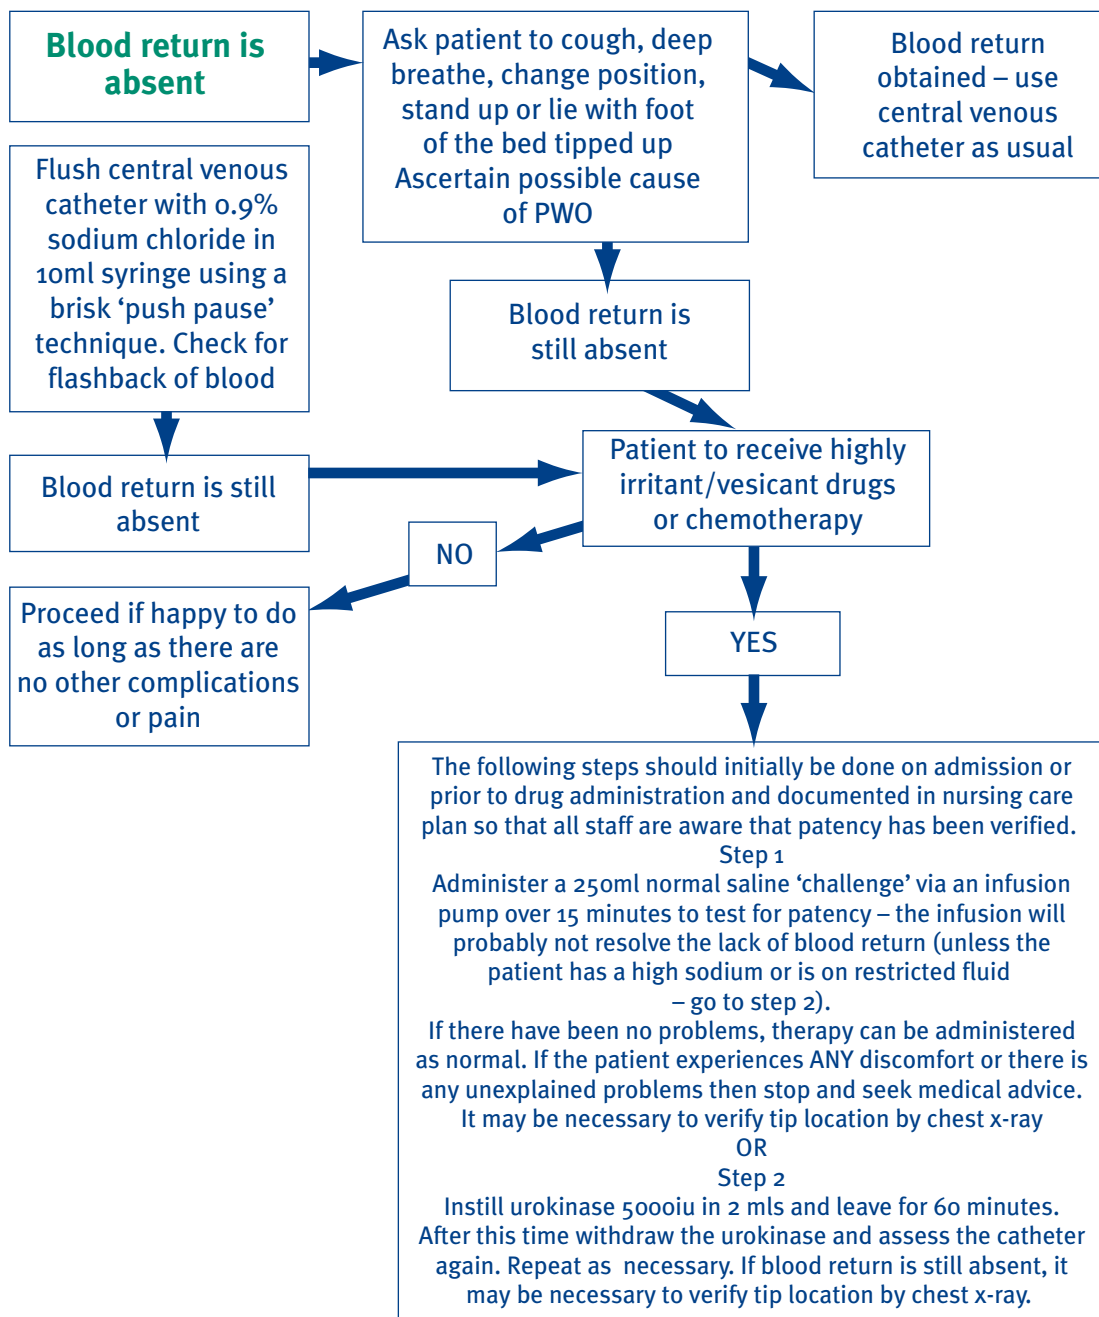 Blood return is
absent
Ask patient to cough, deep
breathe, change position,
stand up or lie with foot
of the bed tipped up
Ascertain possible cause
of PWO
Blood return
obtained – use
central venous
catheter as usual
Flush central venous
catheter with 0.9%
sodium chloride in
10ml syringe using a
brisk ‘push pause’
technique. Check for
flashback of blood
Blood return is
still absent
Blood return is still
absent
Patient to receive highly
irritant/vesicant drugs
or chemotherapy
NO
Proceed if happy to do
as long as there are
no other complications
or pain
YES
The following steps should initially be done on admission or
prior to drug administration and documented in nursing care
plan so that all staff are aware that patency has been verified.
Step 1
Administer a 250ml normal saline ‘challenge’ via an infusion
pump over 15 minutes to test for patency – the infusion will
probably not resolve the lack of blood return (unless the
patient has a high sodium or is on restricted fluid
– go to step 2).
If there have been no problems, therapy can be administered
as normal. If the patient experiences ANY discomfort or there is
any unexplained problems then stop and seek medical advice.
It may be necessary to verify tip location by chest x-ray
OR
Step 2
Instill urokinase 5000iu in 2 mls and leave for 60 minutes.
After this time withdraw the urokinase and assess the catheter
again. Repeat as necessary. If blood return is still absent, it
may be necessary to verify tip location by chest x-ray.